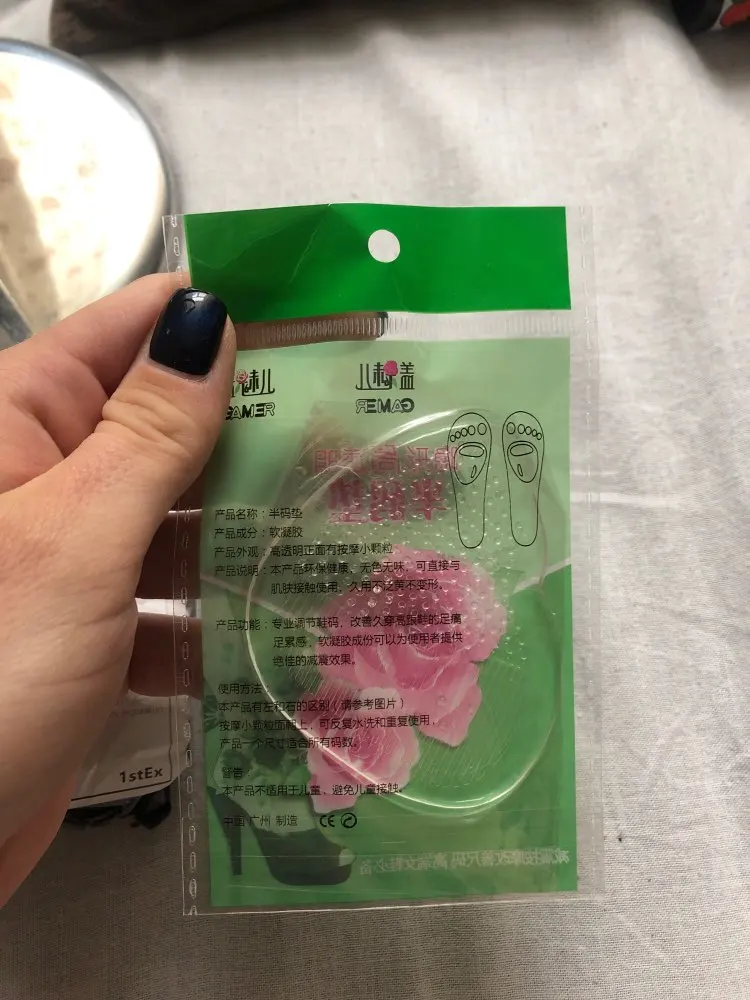 GAMER
GAMER
产品名称：半码垫
产品成分：软凝胶
产品外观：高透明正面有按摩小颗粒
产品说明：本产品环保健康，无色无味，可直接与
肌肤接触使用，久用不泛黄不变形。
产品功能：专业调节鞋码，改善久穿高跟鞋的足痛
足累感，软凝胶成份可以为使用者提供
绝佳的减震效果。
使用方法：
本产品有左和右的区别（请参考图片）
按摩小颗粒面朝上，可反复水洗和重复使用，
产品一个尺寸适合所有码数。
警告：
本产品不适用于儿童，避免儿童接触。
中国 广州 制造 CE
1stEx